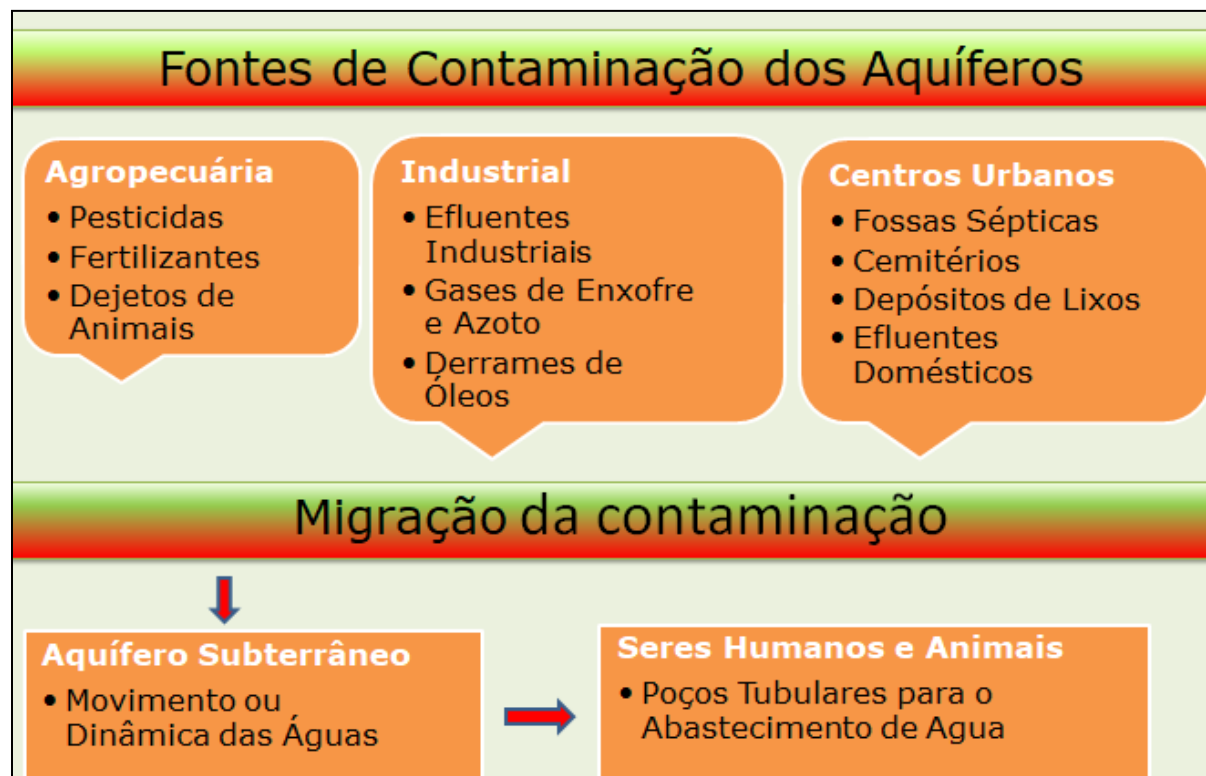 Fontes de Contaminação dos Aquíferos
Agropecuária
• Pesticidas
• Fertilizantes
• Dejetos de
Animais
Industrial
• Efluentes
Industriais
• Gases de Enxofre
e Azoto
• Derrames de
Óleos
Centros Urbanos
• Fossas Sépticas
• Cemitérios
• Depósitos de Lixos
• Efluentes
Domésticos
Migração da contaminação
Aquífero Subterrâneo
• Movimento ou
Dinâmica das Águas
Seres Humanos e Animais
• Poços Tubulares para o
Abastecimento de Agua